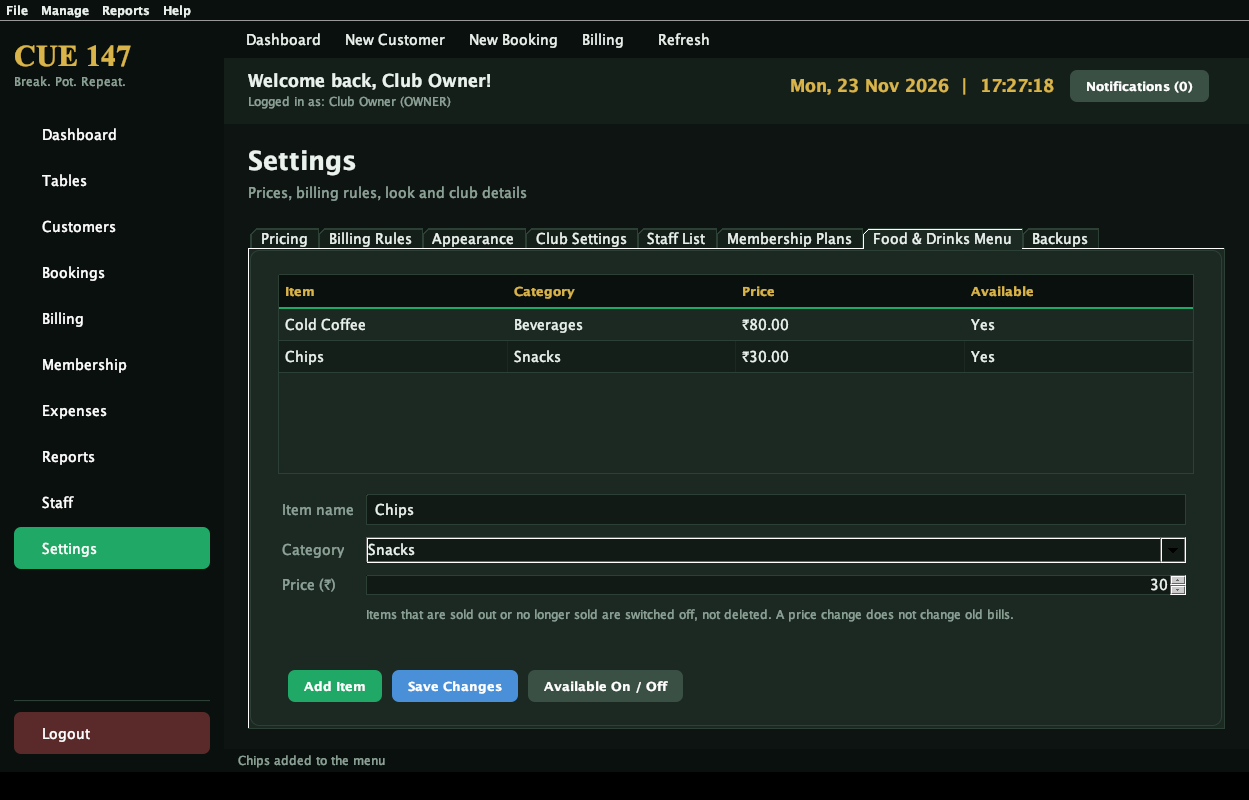 File Manage Reports Help
CUE 147
Break. Pot. Repeat.
Dashboard
Tables
Customers
Bookings
Billing
Membership
Expenses
Reports
Staff
Settings
Logout
Dashboard New Customer New Booking Billing Refresh
Welcome back, Club Owner!
Logged in as: Club Owner (OWNER)
Mon, 23 Nov 2026 | 17:27:18
Notifications (0)
Settings
Prices, billing rules, look and club details
Pricing Billing Rules Appearance Club Settings Staff List Membership Plans Food & Drinks Menu Backups
Item Category Price Available
Cold Coffee Beverages ₹80.00 Yes
Chips Snacks ₹30.00 Yes
Item name Chips
Category Snacks
Price (₹) 30
Items that are sold out or no longer sold are switched off, not deleted. A price change does not change old bills.
Add Item Save Changes Available On / Off
Chips added to the menu